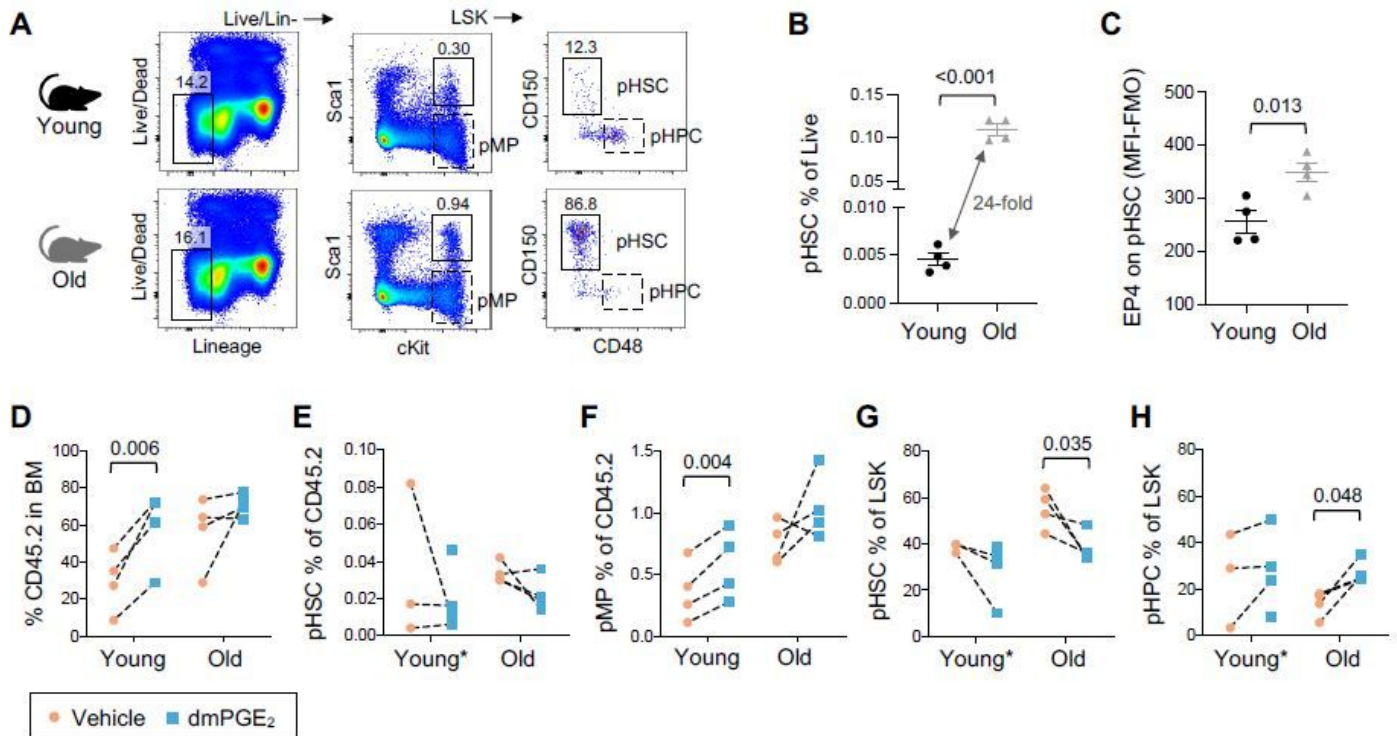 A
Live/Lin- →
LSK →
Young
14.2
Live/Dead
0.30
Sca1
pMP
12.3
CD150
pHSC
pHPC
Old
16.1
Live/Dead
Lineage
0.94
Sca1
pMP
cKit
86.8
CD150
pHSC
pHPC
CD48
B
<0.001
pHSC % of Live
0.15
0.10
0.05
0.010
0.005
0.000
24-fold
Young Old
C
0.013
EP4 on pHSC (MFI-FMO)
500
400
300
200
100
Young Old
D
0.006
% CD45.2 in BM
100
80
60
40
20
0
Young Old
E
pHSC % of CD45.2
0.10
0.08
0.06
0.04
0.02
0.00
Young* Old
F
0.004
pMP % of CD45.2
1.5
1.0
0.5
0.0
Young Old
G
0.035
pHSC % of LSK
80
60
40
20
0
Young* Old
H
0.048
pHPC % of LSK
80
60
40
20
0
Young* Old
Vehicle dmPGE₂